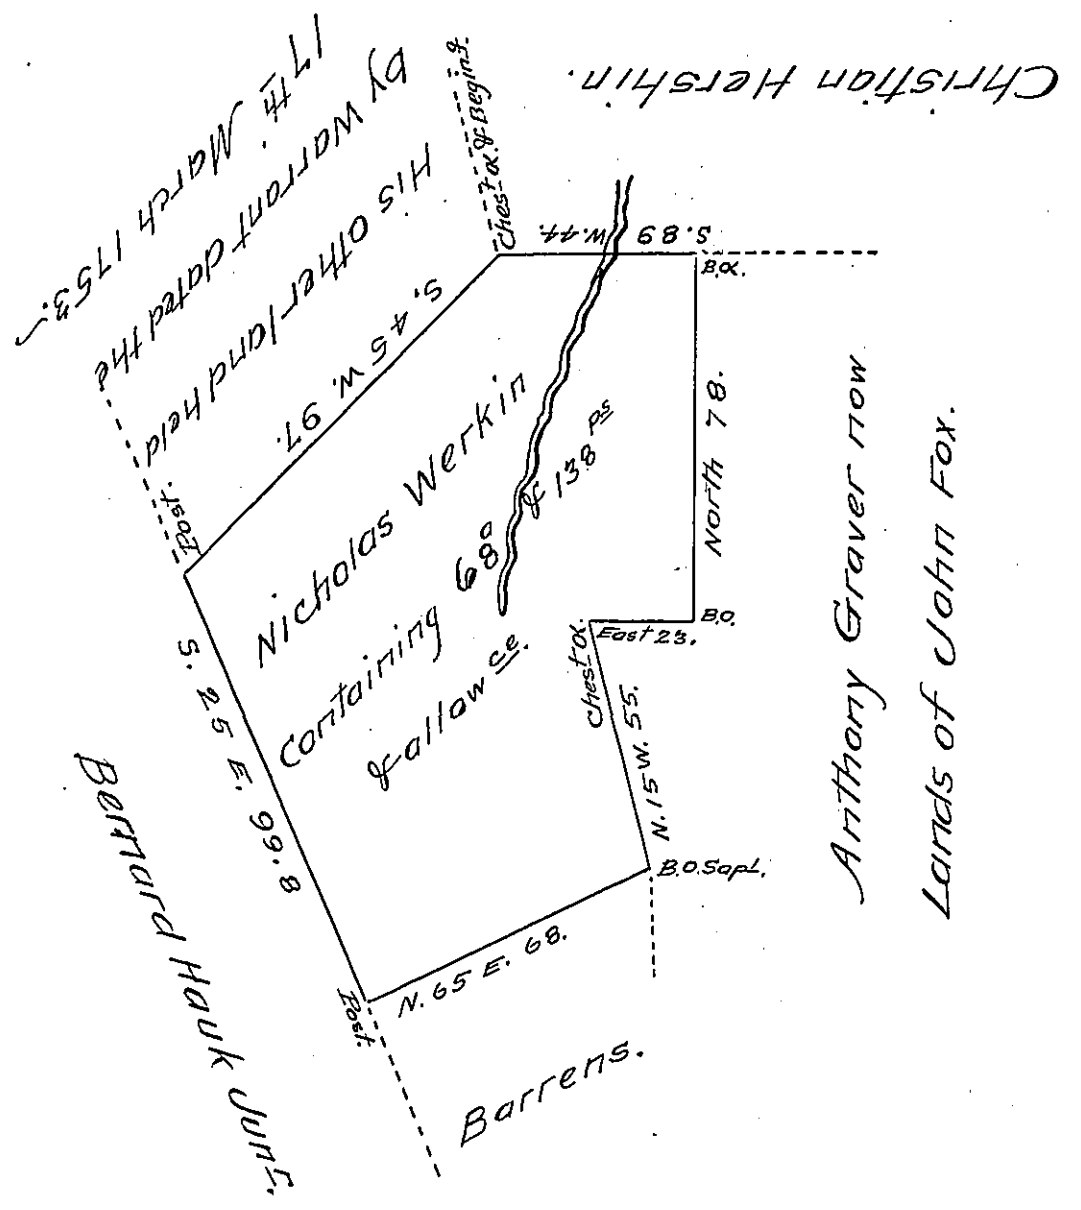 Christian Hershin.
His other land held
by warrant dated the
17th. March 1753.
Chest α. & Beging.
S. 89 W. 44.
B.α.
S. 45 W. 97.
North 78.
Post.
Nicholas Werkin
Containing 68a & 138 ps
& allowce.
B.O.
East 23.
Chest α.
N. 15 W. 55.
B.O. Sapl.
S. 25 E. 99.8
N. 65 E. 68.
Post.
Anthony Graver now
Lands of John Fox.
Bernard Hauk Junr.
Barrens.